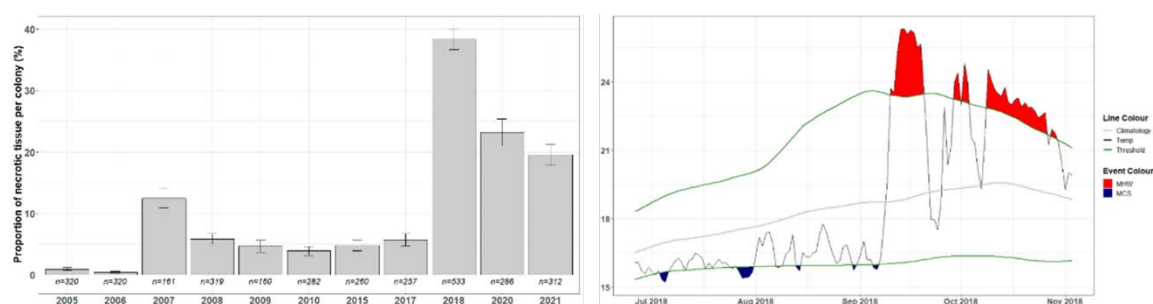 Proportion of necrotic tissue per colony (%)
40
30
20
10
0
n=320 n=320 n=161 n=319 n=160 n=282 n=260 n=257 n=533 n=286 n=312
2005 2006 2007 2008 2009 2010 2015 2017 2018 2020 2021
24
21
18
15
Jul 2018 Aug 2018 Sep 2018 Oct 2018 Nov 2018
Line Colour
Climatology
Temp
Threshold
Event Colour
MHW
MCS